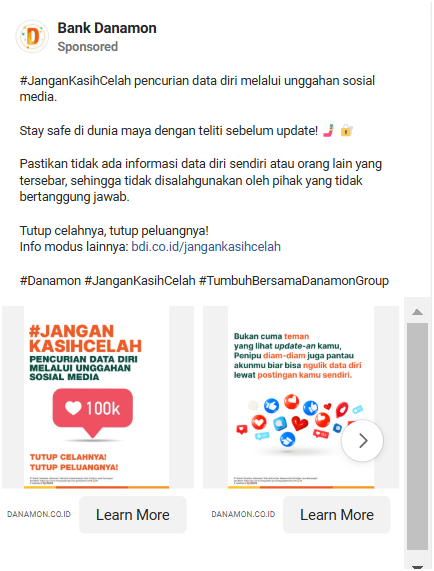 Bank Danamon
Sponsored
#JanganKasihCelah pencurian data diri melalui unggahan sosial
media.
Stay safe di dunia maya dengan teliti sebelum update! 🤳 🔐
Pastikan tidak ada informasi data diri sendiri atau orang lain yang
tersebar, sehingga tidak disalahgunakan oleh pihak yang tidak
bertanggung jawab.
Tutup celahnya, tutup peluangnya!
Info modus lainnya: bdi.co.id/jangankasihcelah
#Danamon #JanganKasihCelah #TumbuhBersamaDanamonGroup
#JANGAN
KASIHCELAH
PENCURIAN DATA DIRI
MELALUI UNGGAHAN
SOSIAL MEDIA
100k
TUTUP CELAHNYA!
TUTUP PELUANGNYA!
DANAMON.CO.ID
Learn More
Bukan cuma teman
yang lihat update-an kamu,
Penipu diam-diam juga pantau
akunmu biar bisa ngulik data diri
lewat postingan kamu sendiri.
DANAMON.CO.ID
Learn More